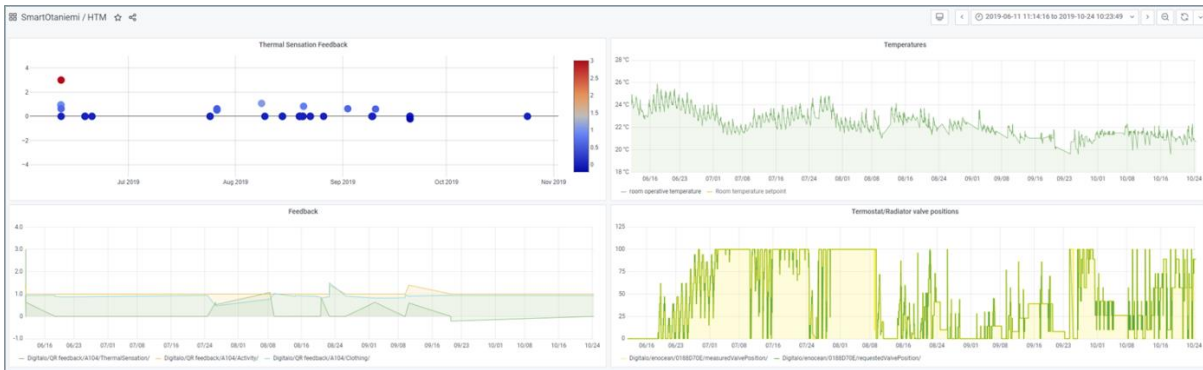 SmartOtaniemi / HTM
2019-06-11 11:14:16 to 2019-10-24 10:23:49
Thermal Sensation Feedback
4
2
0
−2
−4
Jul 2019 Aug 2019 Sep 2019 Oct 2019 Nov 2019
3
2.5
2
1.5
1
0.5
0
Temperatures
28 °C
26 °C
24 °C
22 °C
20 °C
18 °C
06/16 06/23 07/01 07/08 07/16 07/24 08/01 08/08 08/16 08/24 09/01 09/08 09/16 09/23 10/01 10/08 10/16 10/24
room operative temperature Room temperature setpoint
Feedback
4.0
3.0
2.0
1.0
0
-1.0
06/16 06/23 07/01 07/08 07/16 07/24 08/01 08/08 08/16 08/24 09/01 09/08 09/16 09/23 10/01 10/08 10/16 10/24
Digitalo/QR feedback/A104/ThermalSensation/ Digitalo/QR feedback/A104/Activity/ Digitalo/QR feedback/A104/Clothing/
Termostat/Radiator valve positions
125
100
75
50
25
0
06/16 06/23 07/01 07/08 07/16 07/24 08/01 08/08 08/16 08/24 09/01 09/08 09/16 09/23 10/01 10/08 10/16 10/24
Digitalo/enocean/0188D70E/measuredValvePosition/ Digitalo/enocean/0188D70E/requestedValvePosition/